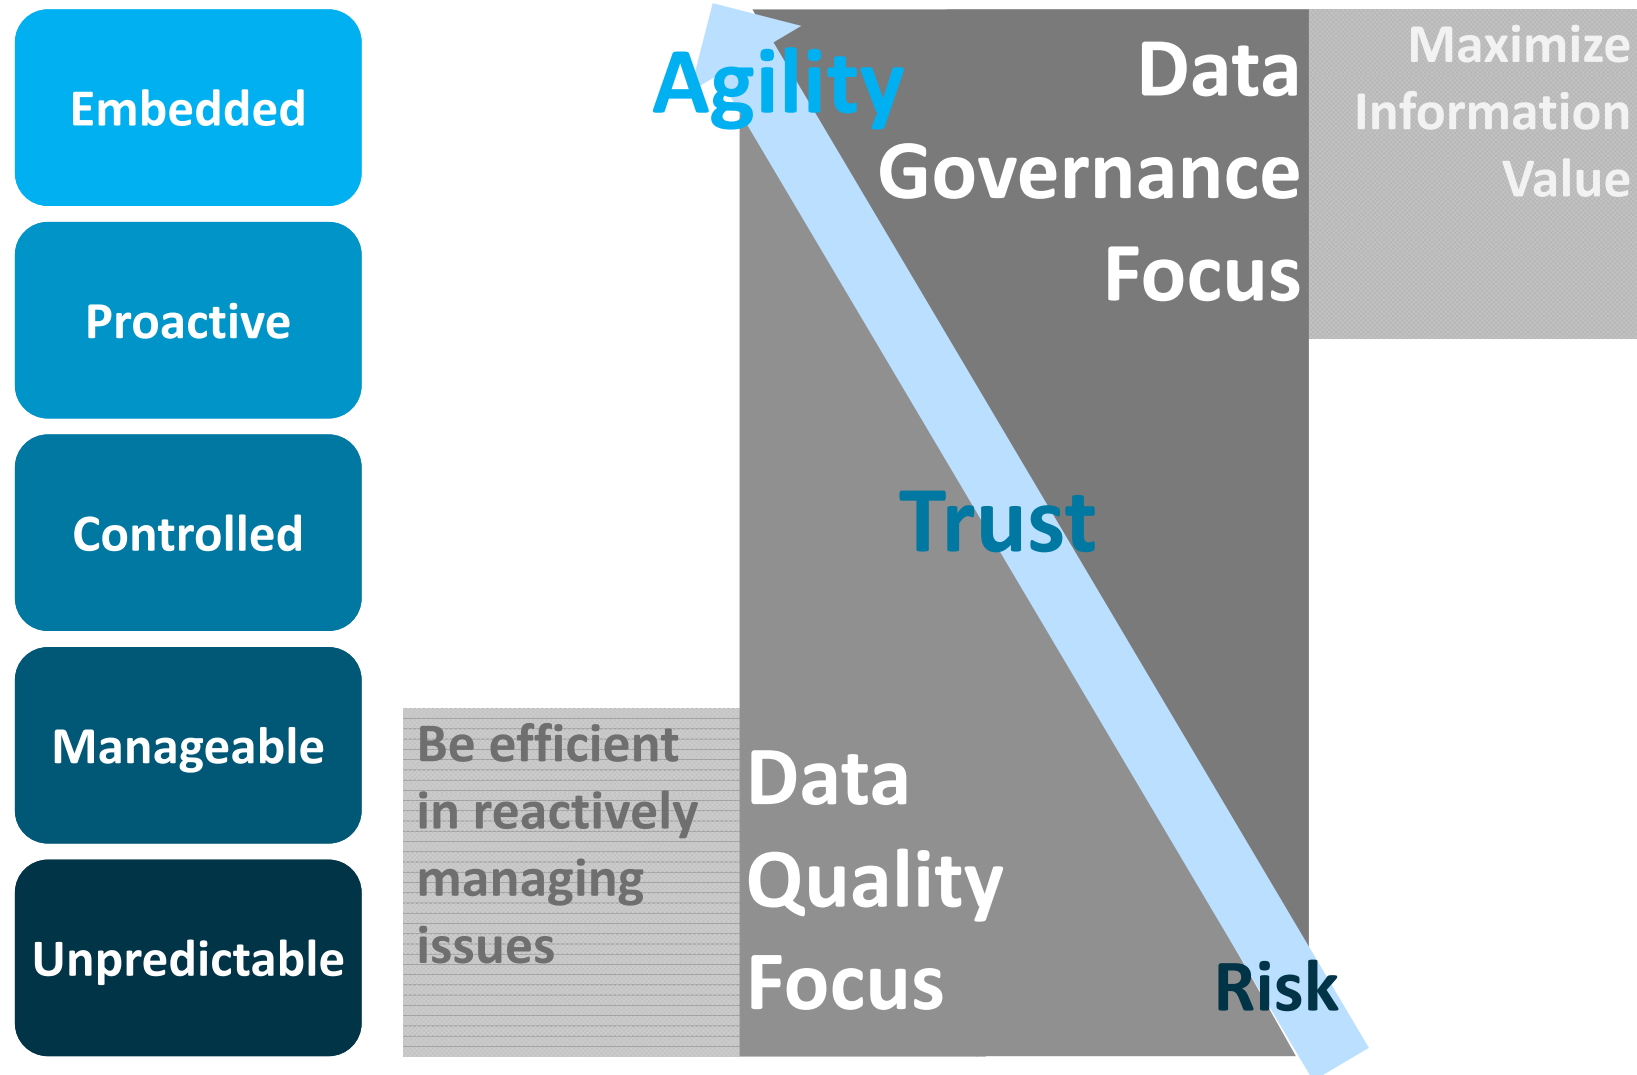 Embedded
Proactive
Controlled
Manageable
Unpredictable
Agility
Data
Governance
Focus
Maximize
Information
Value
Trust
Be efficient
in reactively
managing
issues
Data
Quality
Focus
Risk